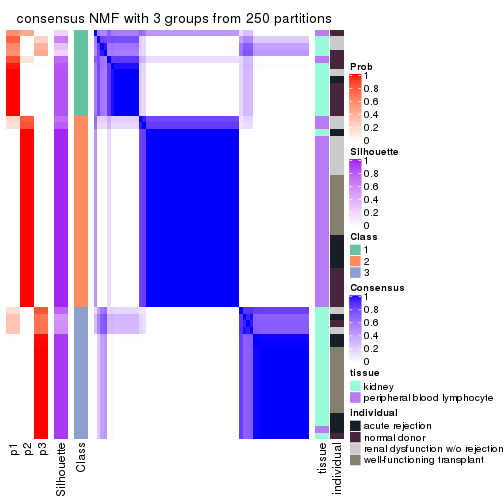 consensus NMF with 3 groups from 250 partitions
Prob
1
0.8
0.6
0.4
0.2
0
Silhouette
1
0.8
0.6
0.4
0.2
0
Class
1
2
3
Consensus
1
0.8
0.6
0.4
0.2
0
tissue
kidney
peripheral blood lymphocyte
individual
acute rejection
normal donor
renal dysfunction w/o rejection
well-functioning transplant
p1
p2
p3
Silhouette
Class
tissue
individual